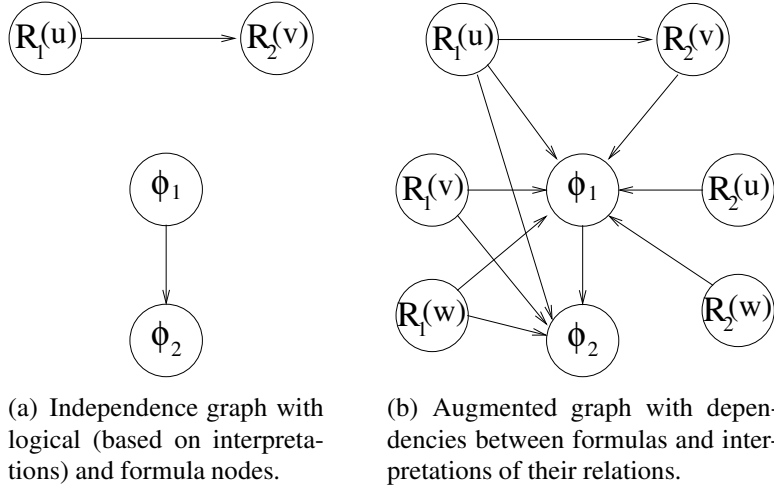 R₁(u) R₂(v)
R₁(u) R₂(v)
ϕ₁
R₁(v) ϕ₁ R₂(u)
ϕ₂
R₁(w) ϕ₂ R₂(w)
(a) Independence graph with
logical (based on interpreta-
tions) and formula nodes.
(b) Augmented graph with depen-
dencies between formulas and inter-
pretations of their relations.